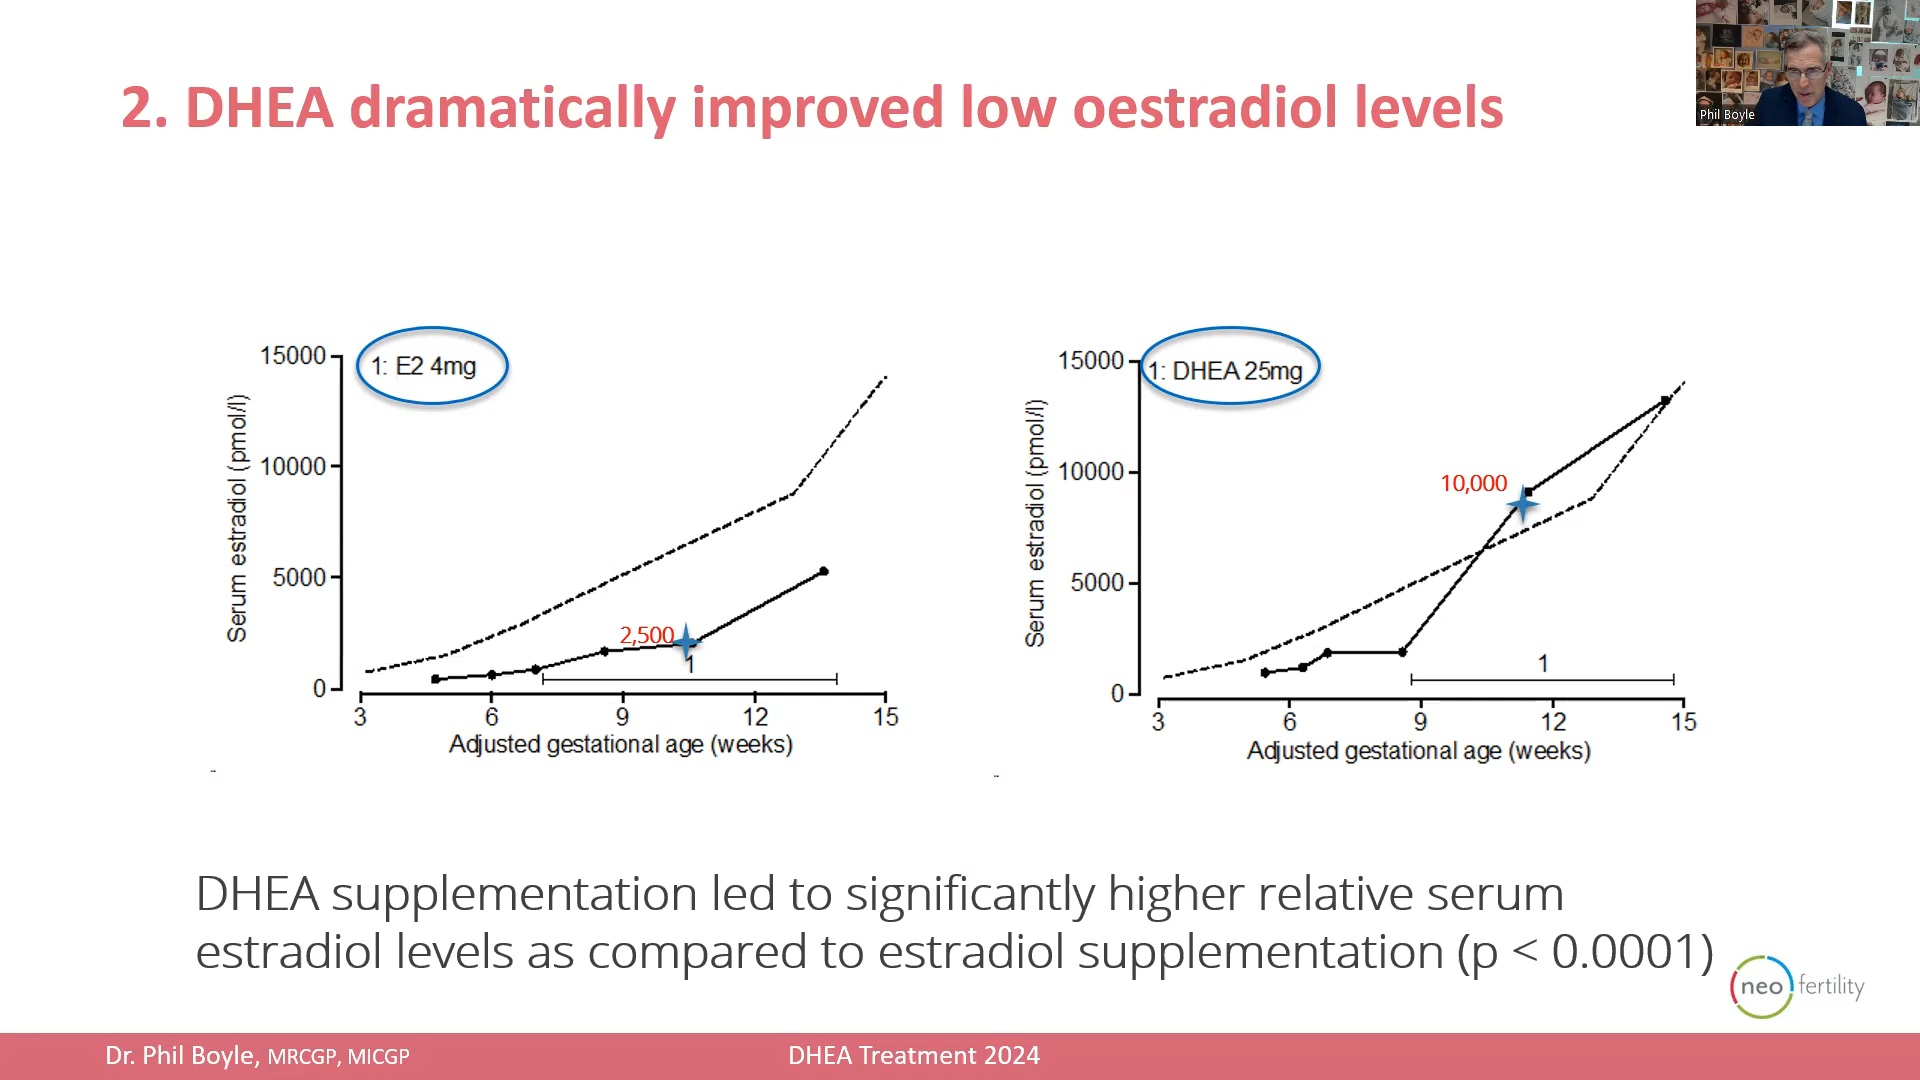 2. DHEA dramatically improved low oestradiol levels
Phil Boyle
1: E2 4mg
15000
10000
5000
0
Serum estradiol (pmol/l)
2,500
1
3 6 9 12 15
Adjusted gestational age (weeks)
1: DHEA 25mg
15000
10000
5000
0
Serum estradiol (pmol/l)
10,000
1
3 6 9 12 15
Adjusted gestational age (weeks)
DHEA supplementation led to significantly higher relative serum
estradiol levels as compared to estradiol supplementation (p < 0.0001)
neo fertility
Dr. Phil Boyle, MRCGP, MICGP
DHEA Treatment 2024